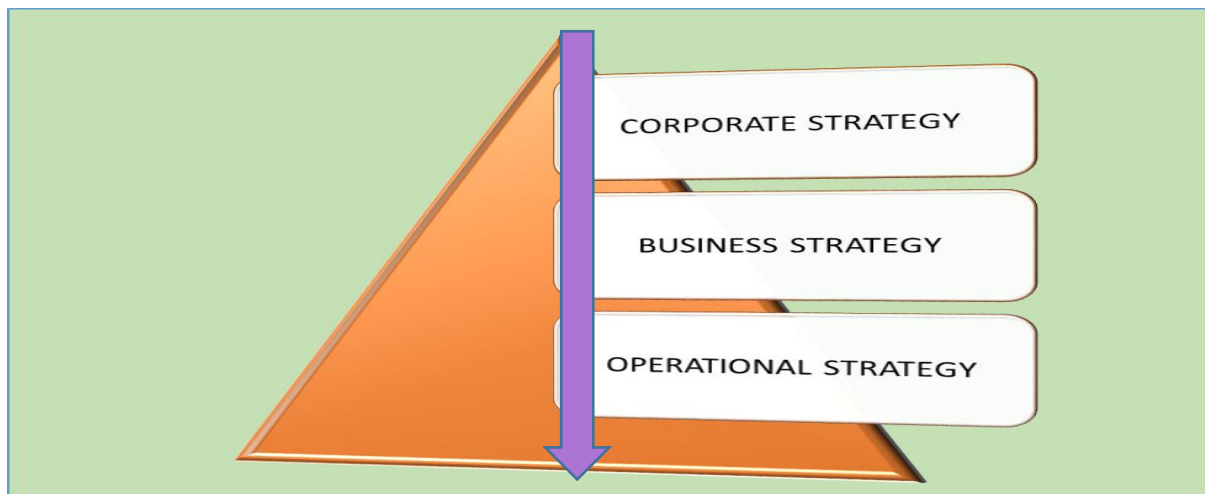 CORPORATE STRATEGY
BUSINESS STRATEGY
OPERATIONAL STRATEGY